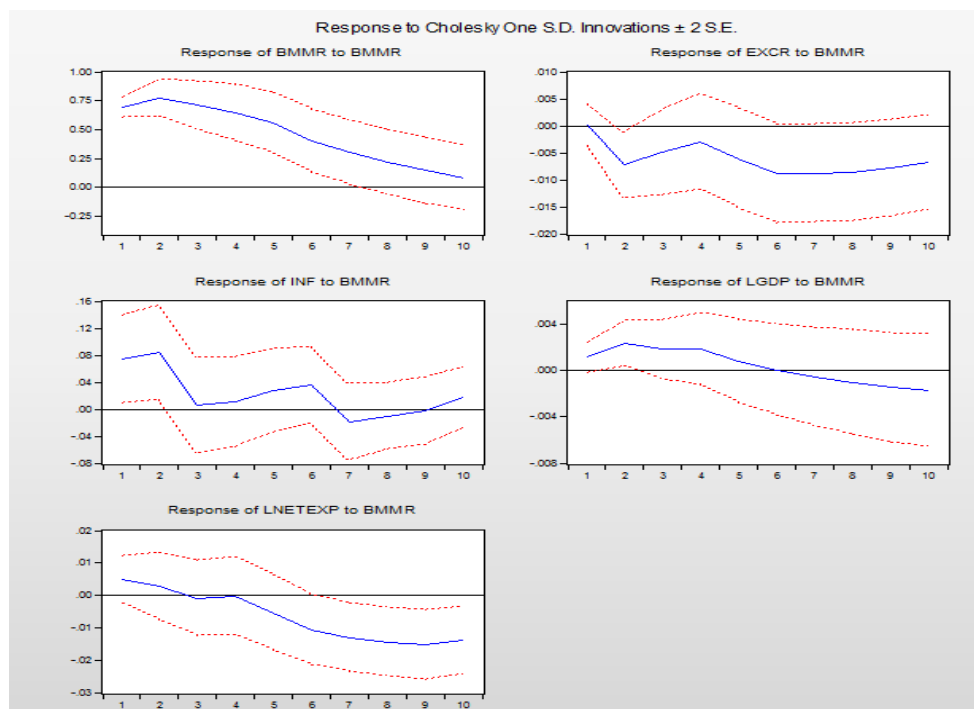 Response to Cholesky One S.D. Innovations ± 2 S.E.
Response of BMMR to BMMR
1.00
0.75
0.50
0.25
0.00
-0.25
1 2 3 4 5 6 7 8 9 10
Response of EXCR to BMMR
.010
.005
.000
-.005
-.010
-.015
-.020
1 2 3 4 5 6 7 8 9 10
Response of INF to BMMR
.16
.12
.08
.04
.00
-.04
-.08
1 2 3 4 5 6 7 8 9 10
Response of LGDP to BMMR
.004
.000
-.004
-.008
1 2 3 4 5 6 7 8 9 10
Response of LNETEXP to BMMR
.02
.01
.00
-.01
-.02
-.03
1 2 3 4 5 6 7 8 9 10